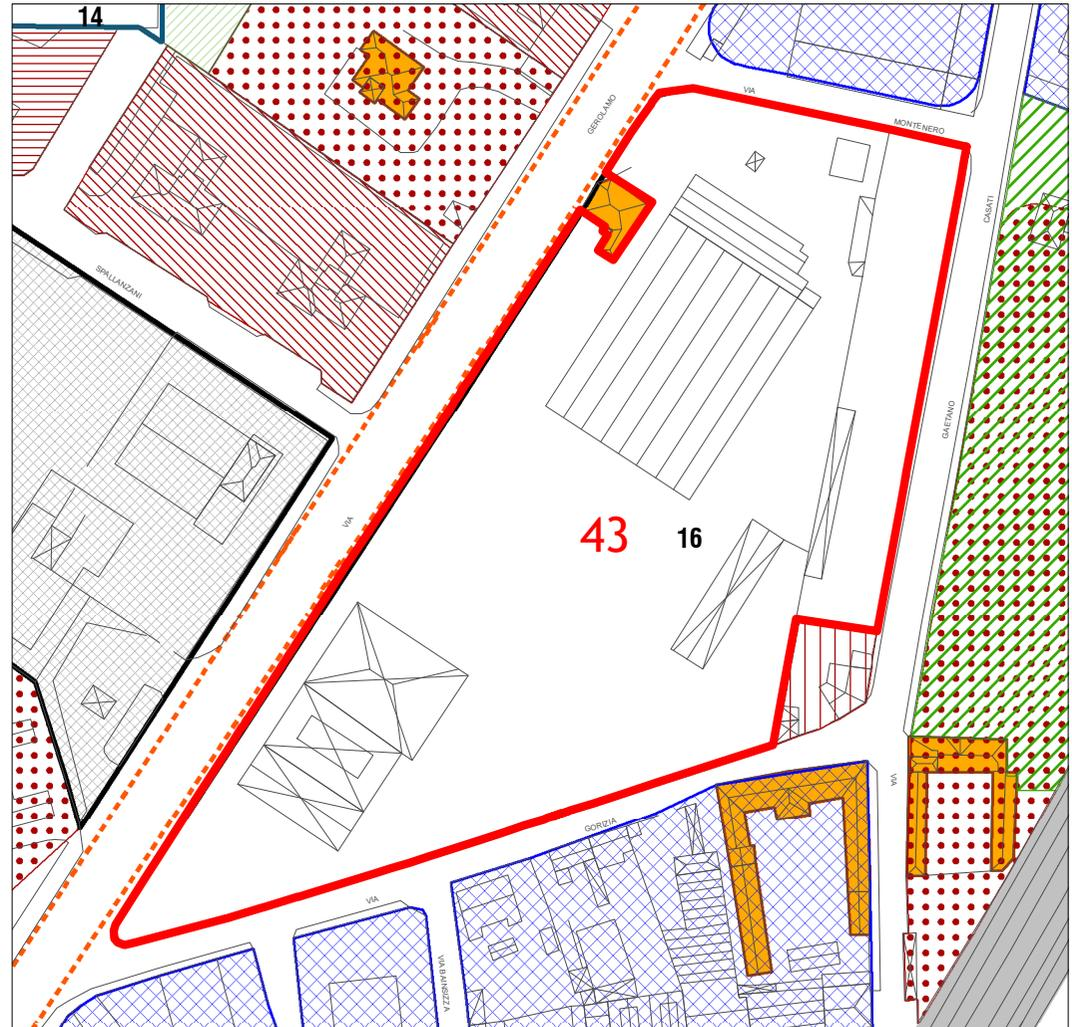 14
GEROLAMO
VIA
MONTENERO
CASATI
SPALLANZANI
GAETANO
VIA
43
16
VIA
GORIZIA
VIA
VIA BAINSIZZA